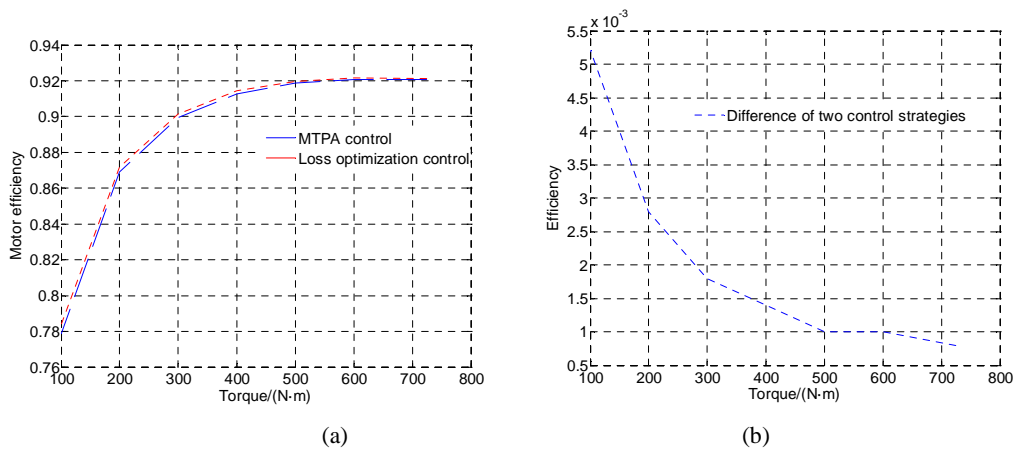 0.94
0.92
0.9
0.88
0.86
0.84
0.82
0.8
0.78
0.76
Motor efficiency
MTPA control
Loss optimization control
100 200 300 400 500 600 700 800
Torque/(N·m)
(a)
x 10⁻³
5.5
5
4.5
4
3.5
3
2.5
2
1.5
1
0.5
Efficiency
Difference of two control strategies
100 200 300 400 500 600 700 800
Torque/(N·m)
(b)